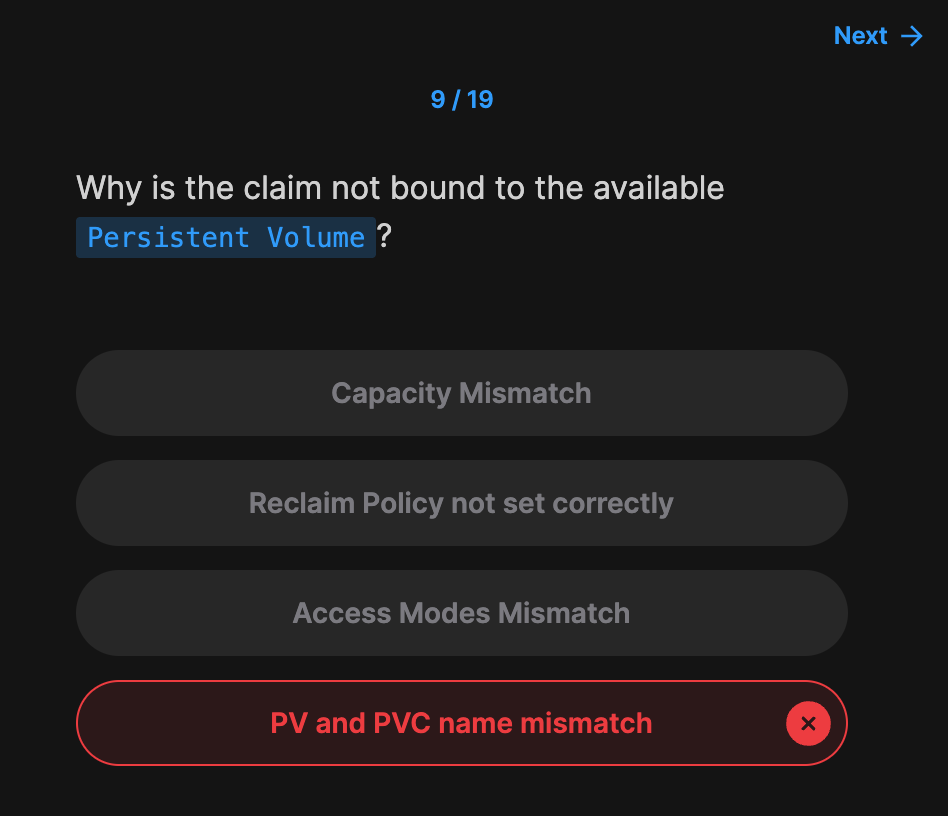 Next →
9 / 19
Why is the claim not bound to the available
Persistent Volume?
Capacity Mismatch
Reclaim Policy not set correctly
Access Modes Mismatch
PV and PVC name mismatch